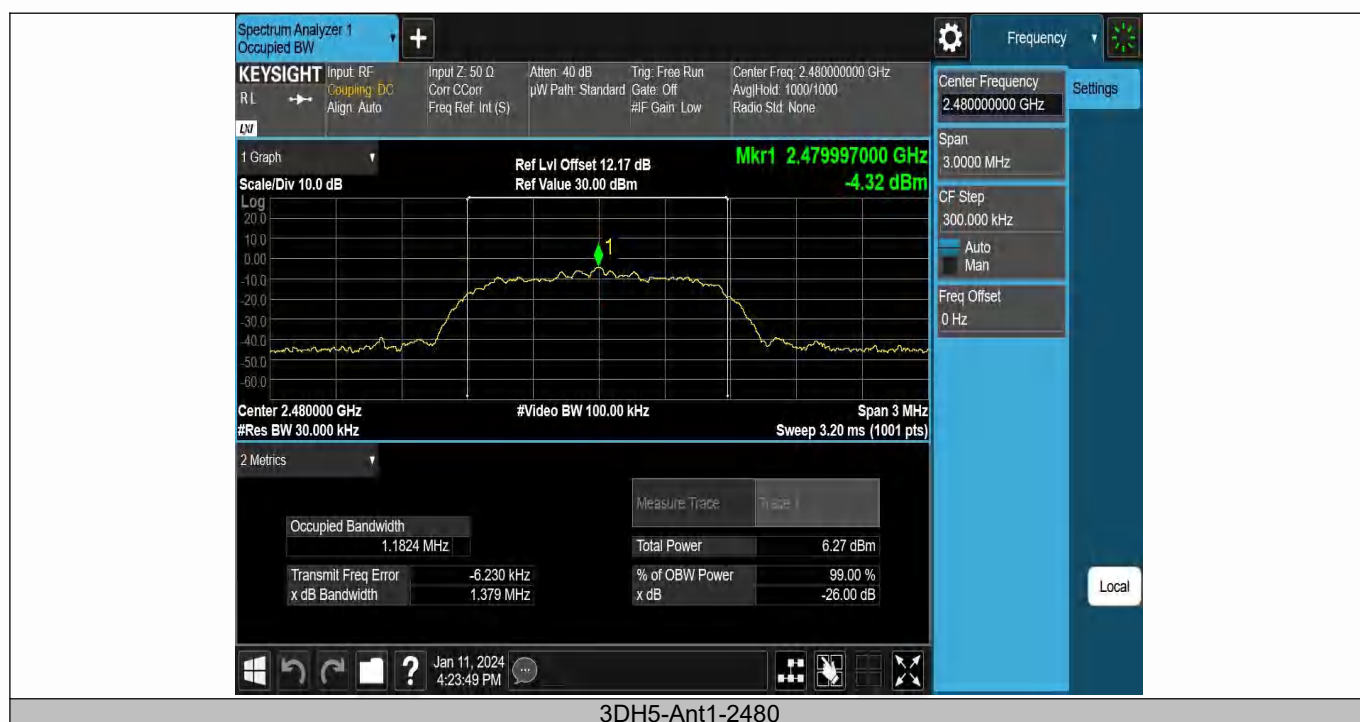 Spectrum Analyzer 1
Occupied BW
+
Frequency
KEYSIGHT
RL
LXI
Input: RF
Coupling: DC
Align: Auto
Input Z: 50 Ω
Corr CCorr
Freq Ref: Int (S)
Atten: 40 dB
µW Path: Standard
Trig: Free Run
Gate: Off
#IF Gain: Low
Center Freq: 2.480000000 GHz
Avg|Hold: 1000/1000
Radio Std: None
Center Frequency
2.480000000 GHz
Settings
Span
3.0000 MHz
CF Step
300.000 kHz
Auto
Man
Freq Offset
0 Hz
Local
1 Graph
Scale/Div 10.0 dB
Ref Lvl Offset 12.17 dB
Ref Value 30.00 dBm
Mkr1 2.479997000 GHz
-4.32 dBm
Log
20.0
10.0
0.00
-10.0
-20.0
-30.0
-40.0
-50.0
-60.0
1
Center 2.480000 GHz
#Video BW 100.00 kHz
Span 3 MHz
#Res BW 30.000 kHz
Sweep 3.20 ms (1001 pts)
2 Metrics
Measure Trace
Trace 1
Occupied Bandwidth
1.1824 MHz
Total Power
6.27 dBm
Transmit Freq Error
-6.230 kHz
% of OBW Power
99.00 %
x dB Bandwidth
1.379 MHz
x dB
-26.00 dB
?
Jan 11, 2024
4:23:49 PM
3DH5-Ant1-2480